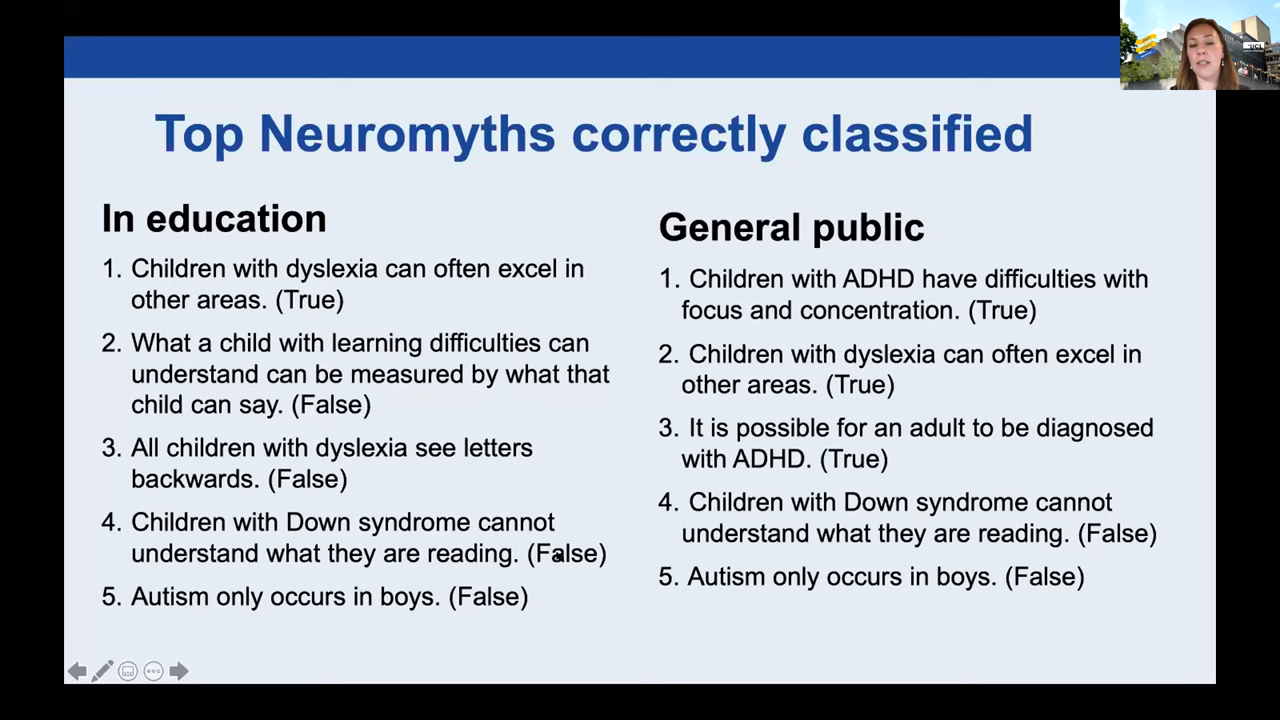 Top Neuromyths correctly classified
In education
1. Children with dyslexia can often excel in
other areas. (True)
2. What a child with learning difficulties can
understand can be measured by what that
child can say. (False)
3. All children with dyslexia see letters
backwards. (False)
4. Children with Down syndrome cannot
understand what they are reading. (False)
5. Autism only occurs in boys. (False)
General public
1. Children with ADHD have difficulties with
focus and concentration. (True)
2. Children with dyslexia can often excel in
other areas. (True)
3. It is possible for an adult to be diagnosed
with ADHD. (True)
4. Children with Down syndrome cannot
understand what they are reading. (False)
5. Autism only occurs in boys. (False)
UCL